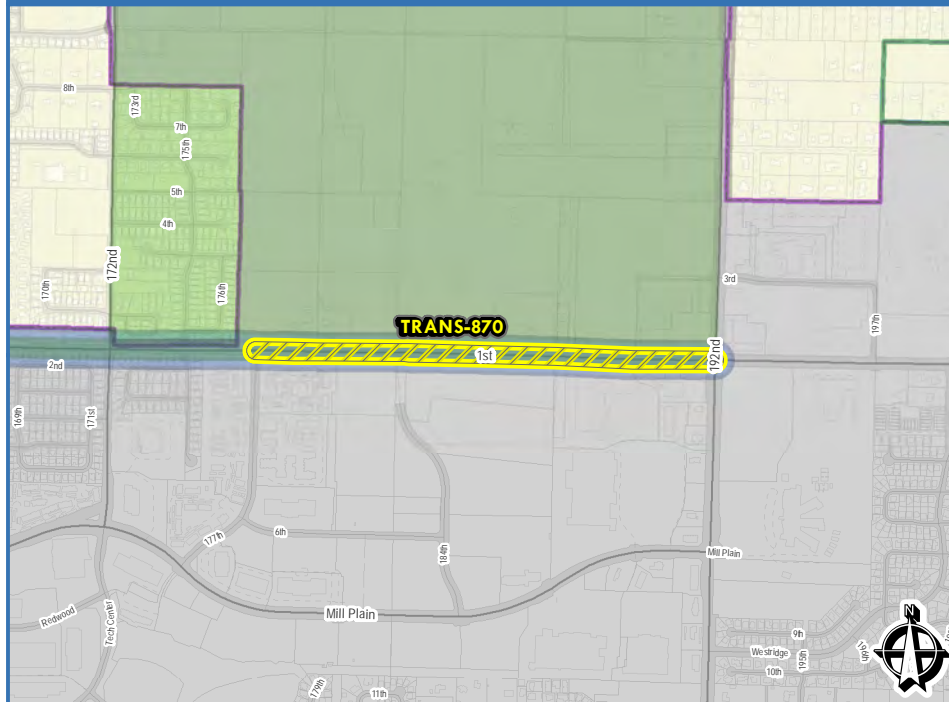 8th
173rd
7th
175th
5th
4th
172nd
170th
176th
3rd
197th
TRANS-870
1st
192nd
2nd
169th
171st
6th
177th
184th
Mill Plain
Mill Plain
Redwood
Tech Center
9th
Westridge
195th
196th
10th
179th
11th
N